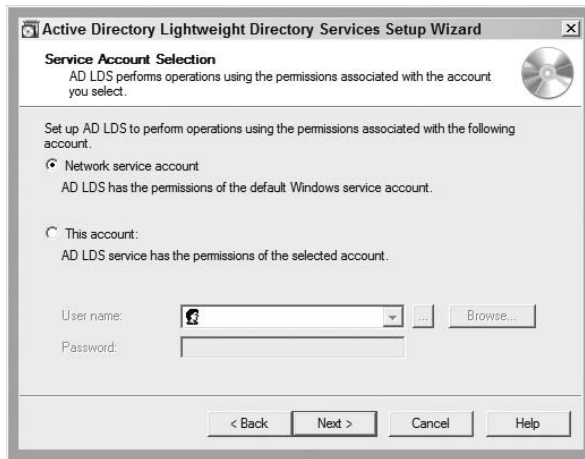 Active Directory Lightweight Directory Services Setup Wizard
Service Account Selection
AD LDS performs operations using the permissions associated with the account
you select.
Set up AD LDS to perform operations using the permissions associated with the following
account.
Network service account
AD LDS has the permissions of the default Windows service account.
This account:
AD LDS service has the permissions of the selected account.
User name:
... Browse...
Password:
< Back Next > Cancel Help